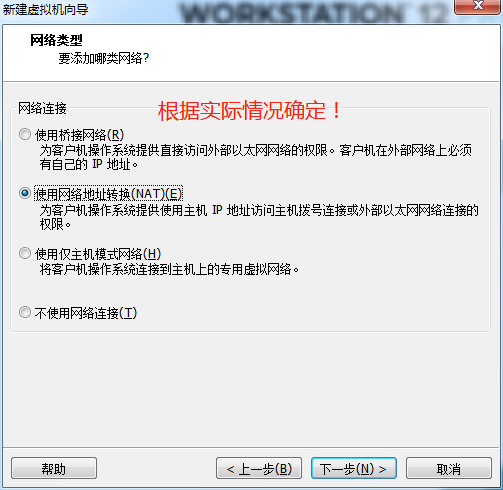 新建虚拟机向导
WORKSTATION 12
网络类型
要添加哪类网络?
网络连接
根据实际情况确定！
使用桥接网络(R)
为客户机操作系统提供直接访问外部以太网网络的权限。客户机在外部网络上必须
有自己的 IP 地址。
使用网络地址转换(NAT)(E)
为客户机操作系统提供使用主机 IP 地址访问主机拨号连接或外部以太网网络连接的
权限。
使用仅主机模式网络(H)
将客户机操作系统连接到主机上的专用虚拟网络。
不使用网络连接(T)
帮助
< 上一步(B)
下一步(N) >
取消